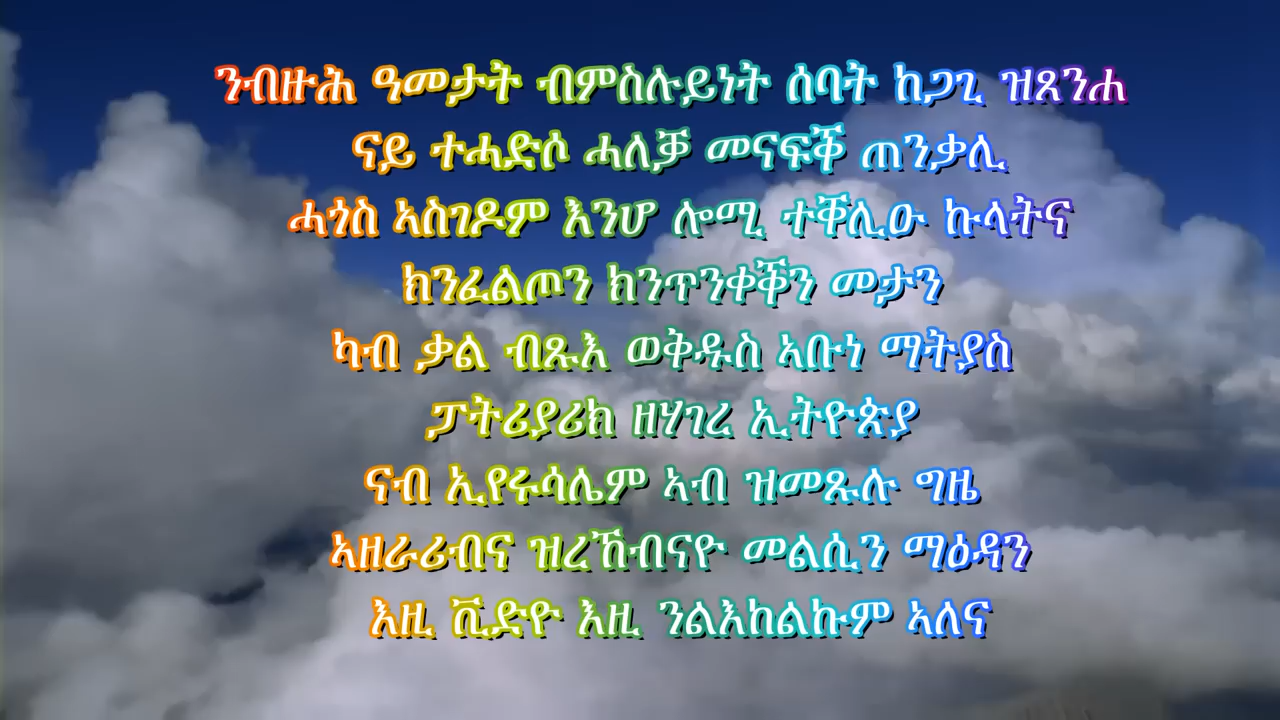 ንብዙሕ ዓመታት ብምስሉይነት ሰባት ከጋጊ ዝጸንሐ
ናይ ተሓድሶ ሓለቓ መናፍቕ ጠንቃሊ
ሓጎስ ኣስገዶም እንሆ ሎሚ ተቐሊዑ ኩላትና
ክንፈልጦን ክንጥንቀቕን መታን
ካብ ቃል ብጹእ ወቅዱስ ኣቡነ ማትያስ
ፓትሪያሪክ ዘሃገረ ኢትዮጵያ
ናብ ኢየሩሳሌም ኣብ ዝመጹሉ ግዜ
ኣዘራሪብና ዝረኸብናዮ መልሲን ማዕዳን
እዚ ቪድዮ እዚ ንልእከልኩም ኣለና